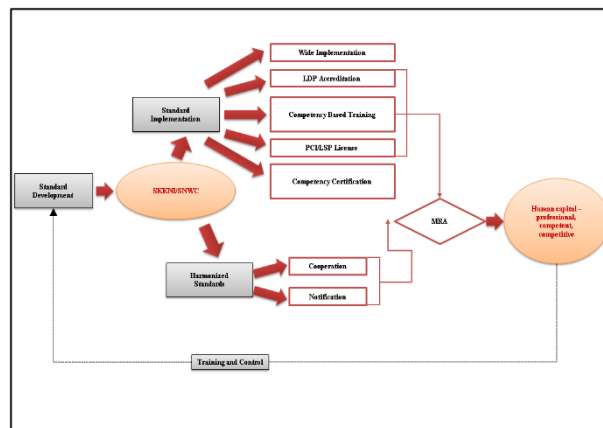 Wide Implementation
LDP Accreditation
Standard
Implementation
Competency Based Training
PCI/LSP License
Competency Certification
Standard
Development
SKKNI/SNWC
MRA
Human capital –
professional,
competent,
competitive
Harmonized
Standards
Cooperation
Notification
Training and Control